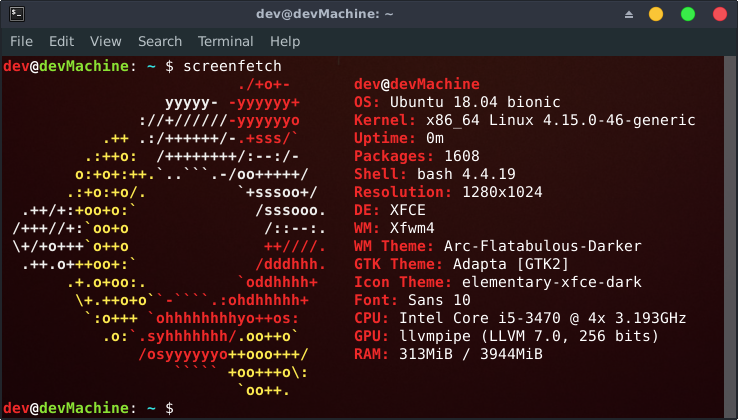 dev@devMachine: ~
File Edit View Search Terminal Help
dev@devMachine: ~ $ screenfetch
./+o+-       dev@devMachine
yyyyy- -yyyyyy+      OS: Ubuntu 18.04 bionic
://+//////-yyyyyyo      Kernel: x86_64 Linux 4.15.0-46-generic
.++ .:/++++++/-.+sss/`      Uptime: 0m
.:++o:  /++++++++/:--:/-      Packages: 1608
o:+o+:++.`..```.-/oo+++++/      Shell: bash 4.4.19
.:+o:+o/.          `+sssoo+/      Resolution: 1280x1024
.++/+:+oo+o:`             /sssooo.      DE: XFCE
/+++//+:`oo+o               /::--:.      WM: Xfwm4
\+/+o+++`o++o               ++////.      WM Theme: Arc-Flatabulous-Darker
.++.o+++oo+:`             /dddhhh.      GTK Theme: Adapta [GTK2]
.+.o+oo:.          `oddhhhh+      Icon Theme: elementary-xfce-dark
\+.++o+o``-````.:ohdhhhhh+      Font: Sans 10
`:o+++ `ohhhhhhhhyo++os:      CPU: Intel Core i5-3470 @ 4x 3.193GHz
.o:`.syhhhhhhh/.oo++o`      GPU: llvmpipe (LLVM 7.0, 256 bits)
/osyyyyyyo++ooo+++/      RAM: 313MiB / 3944MiB
````` +oo+++o\:
`oo++.
dev@devMachine: ~ $